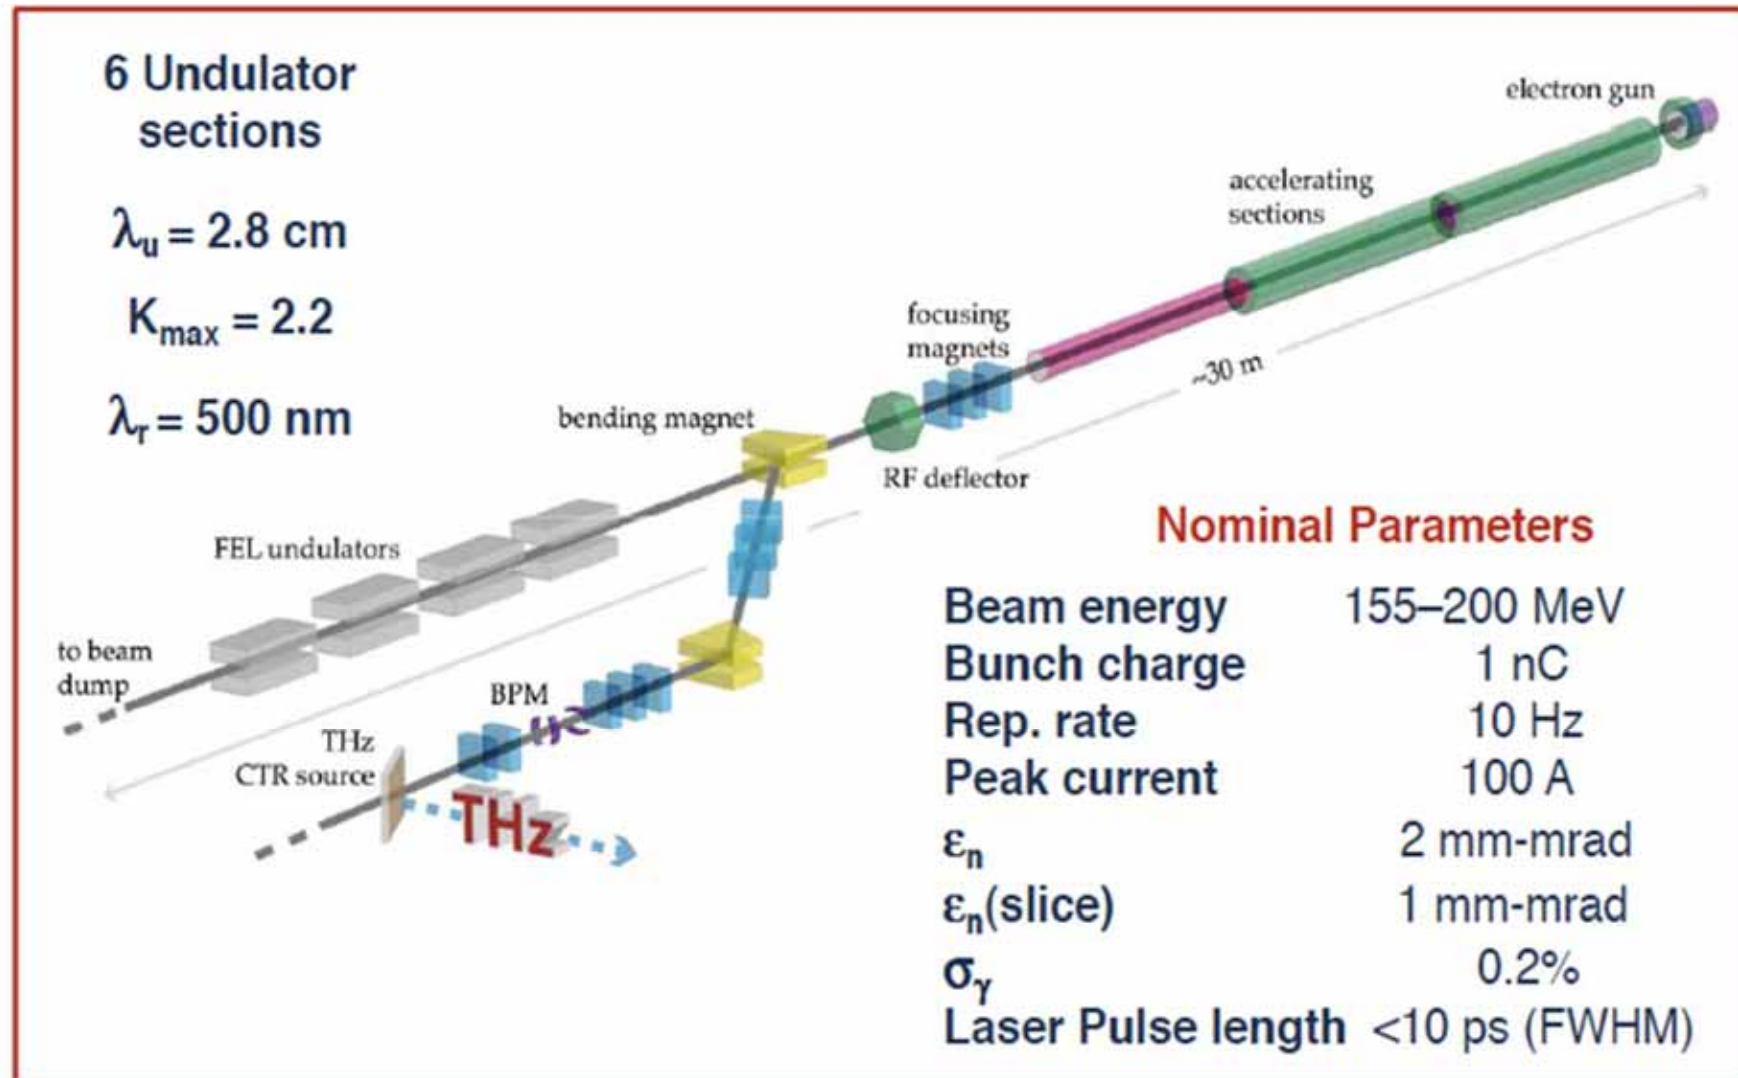 6 Undulator
sections
λu = 2.8 cm
Kmax = 2.2
λr = 500 nm
electron gun
accelerating
sections
focusing
magnets
~30 m
bending magnet
RF deflector
FEL undulators
to beam
dump
BPM
THz
CTR source
THz
Nominal Parameters
Beam energy 155–200 MeV
Bunch charge 1 nC
Rep. rate 10 Hz
Peak current 100 A
εn 2 mm-mrad
εn(slice) 1 mm-mrad
σγ 0.2%
Laser Pulse length <10 ps (FWHM)